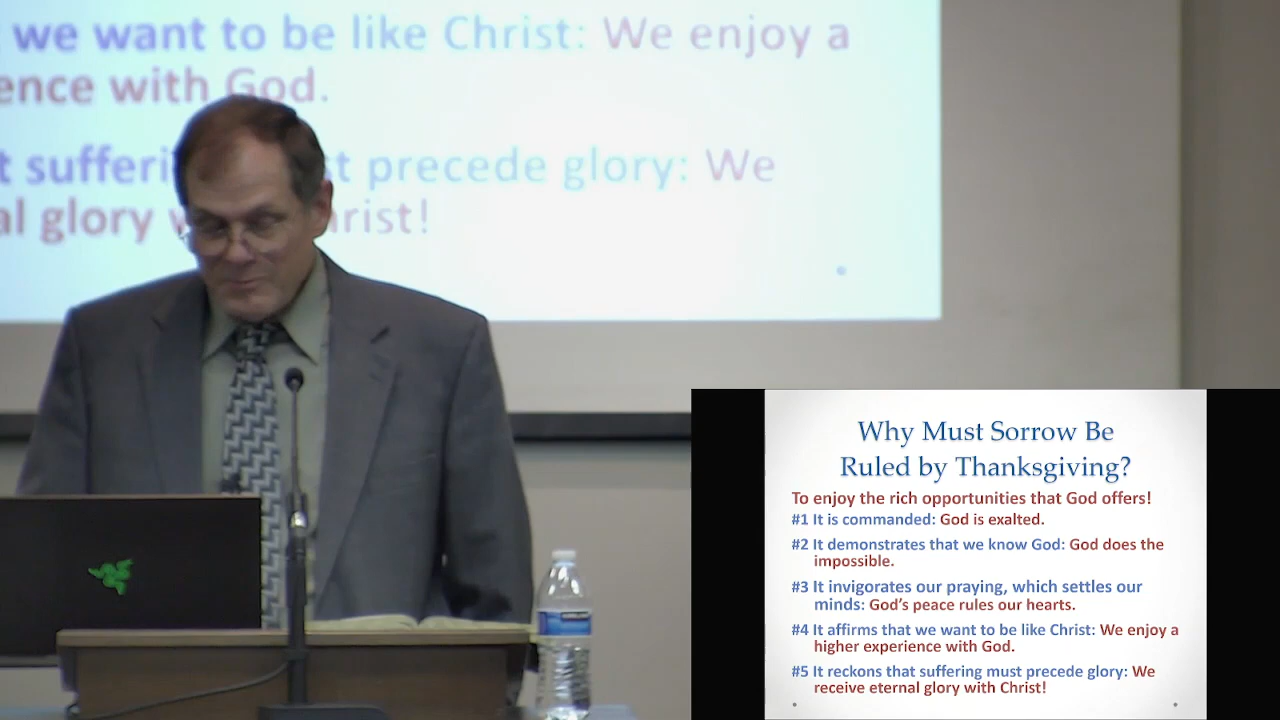 we want to be like Christ: We enjoy a
ence with God.
t precede glory: We
al glory
Why Must Sorrow Be
Ruled by Thanksgiving?
To enjoy the rich opportunities that God offers!
#1 It is commanded: God is exalted.
#2 It demonstrates that we know God: God does the
impossible.
#3 It invigorates our praying, which settles our
minds: God's peace rules our hearts.
#4 It affirms that we want to be like Christ: We enjoy a
higher experience with God.
#5 It reckons that suffering must precede glory: We
receive eternal glory with Christ!